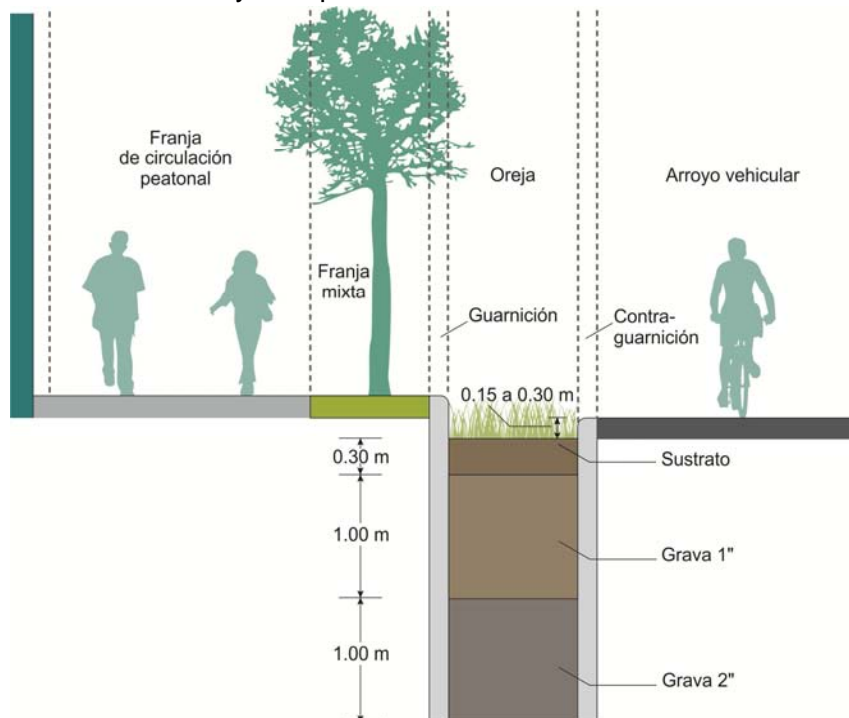 Franja
de circulación
peatonal
Oreja
Arroyo vehicular
Franja
mixta
Guarnición
Contra-
guarnición
0.15 a 0.30 m
0.30 m
Sustrato
1.00 m
Grava 1"
1.00 m
Grava 2"